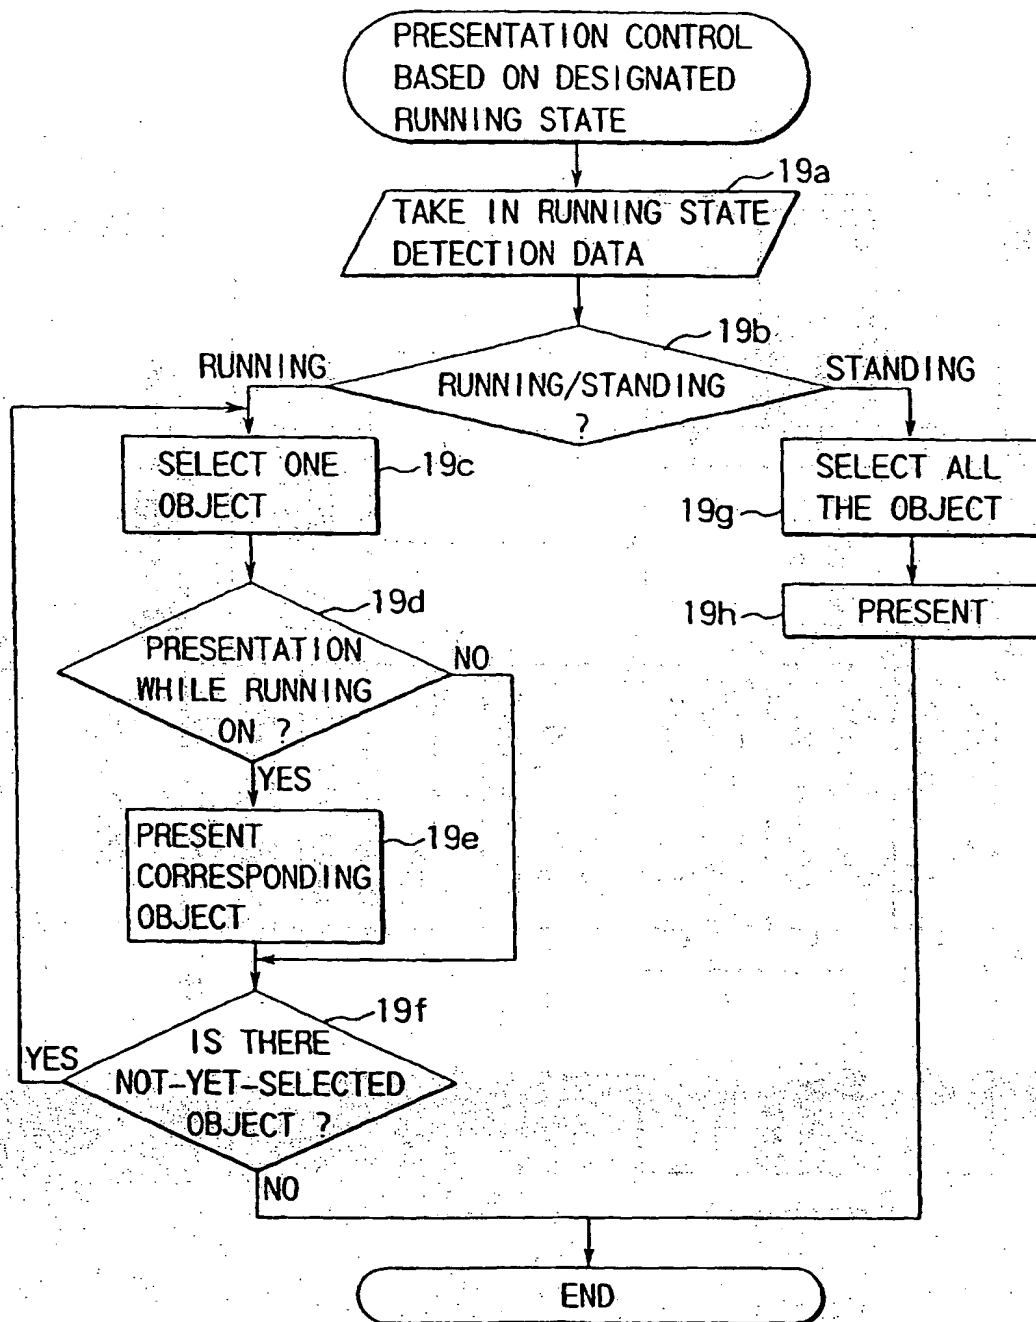 PRESENTATION CONTROL
BASED ON DESIGNATED
RUNNING STATE
19a
TAKE IN RUNNING STATE
DETECTION DATA
19b
RUNNING
RUNNING/STANDING
?
STANDING
SELECT ONE
OBJECT
19c
SELECT ALL
THE OBJECT
19g
19d
PRESENTATION
WHILE RUNNING
ON ?
NO
YES
19h
PRESENT
PRESENT
CORRESPONDING
OBJECT
19e
19f
IS THERE
NOT-YET-SELECTED
OBJECT ?
YES
NO
END